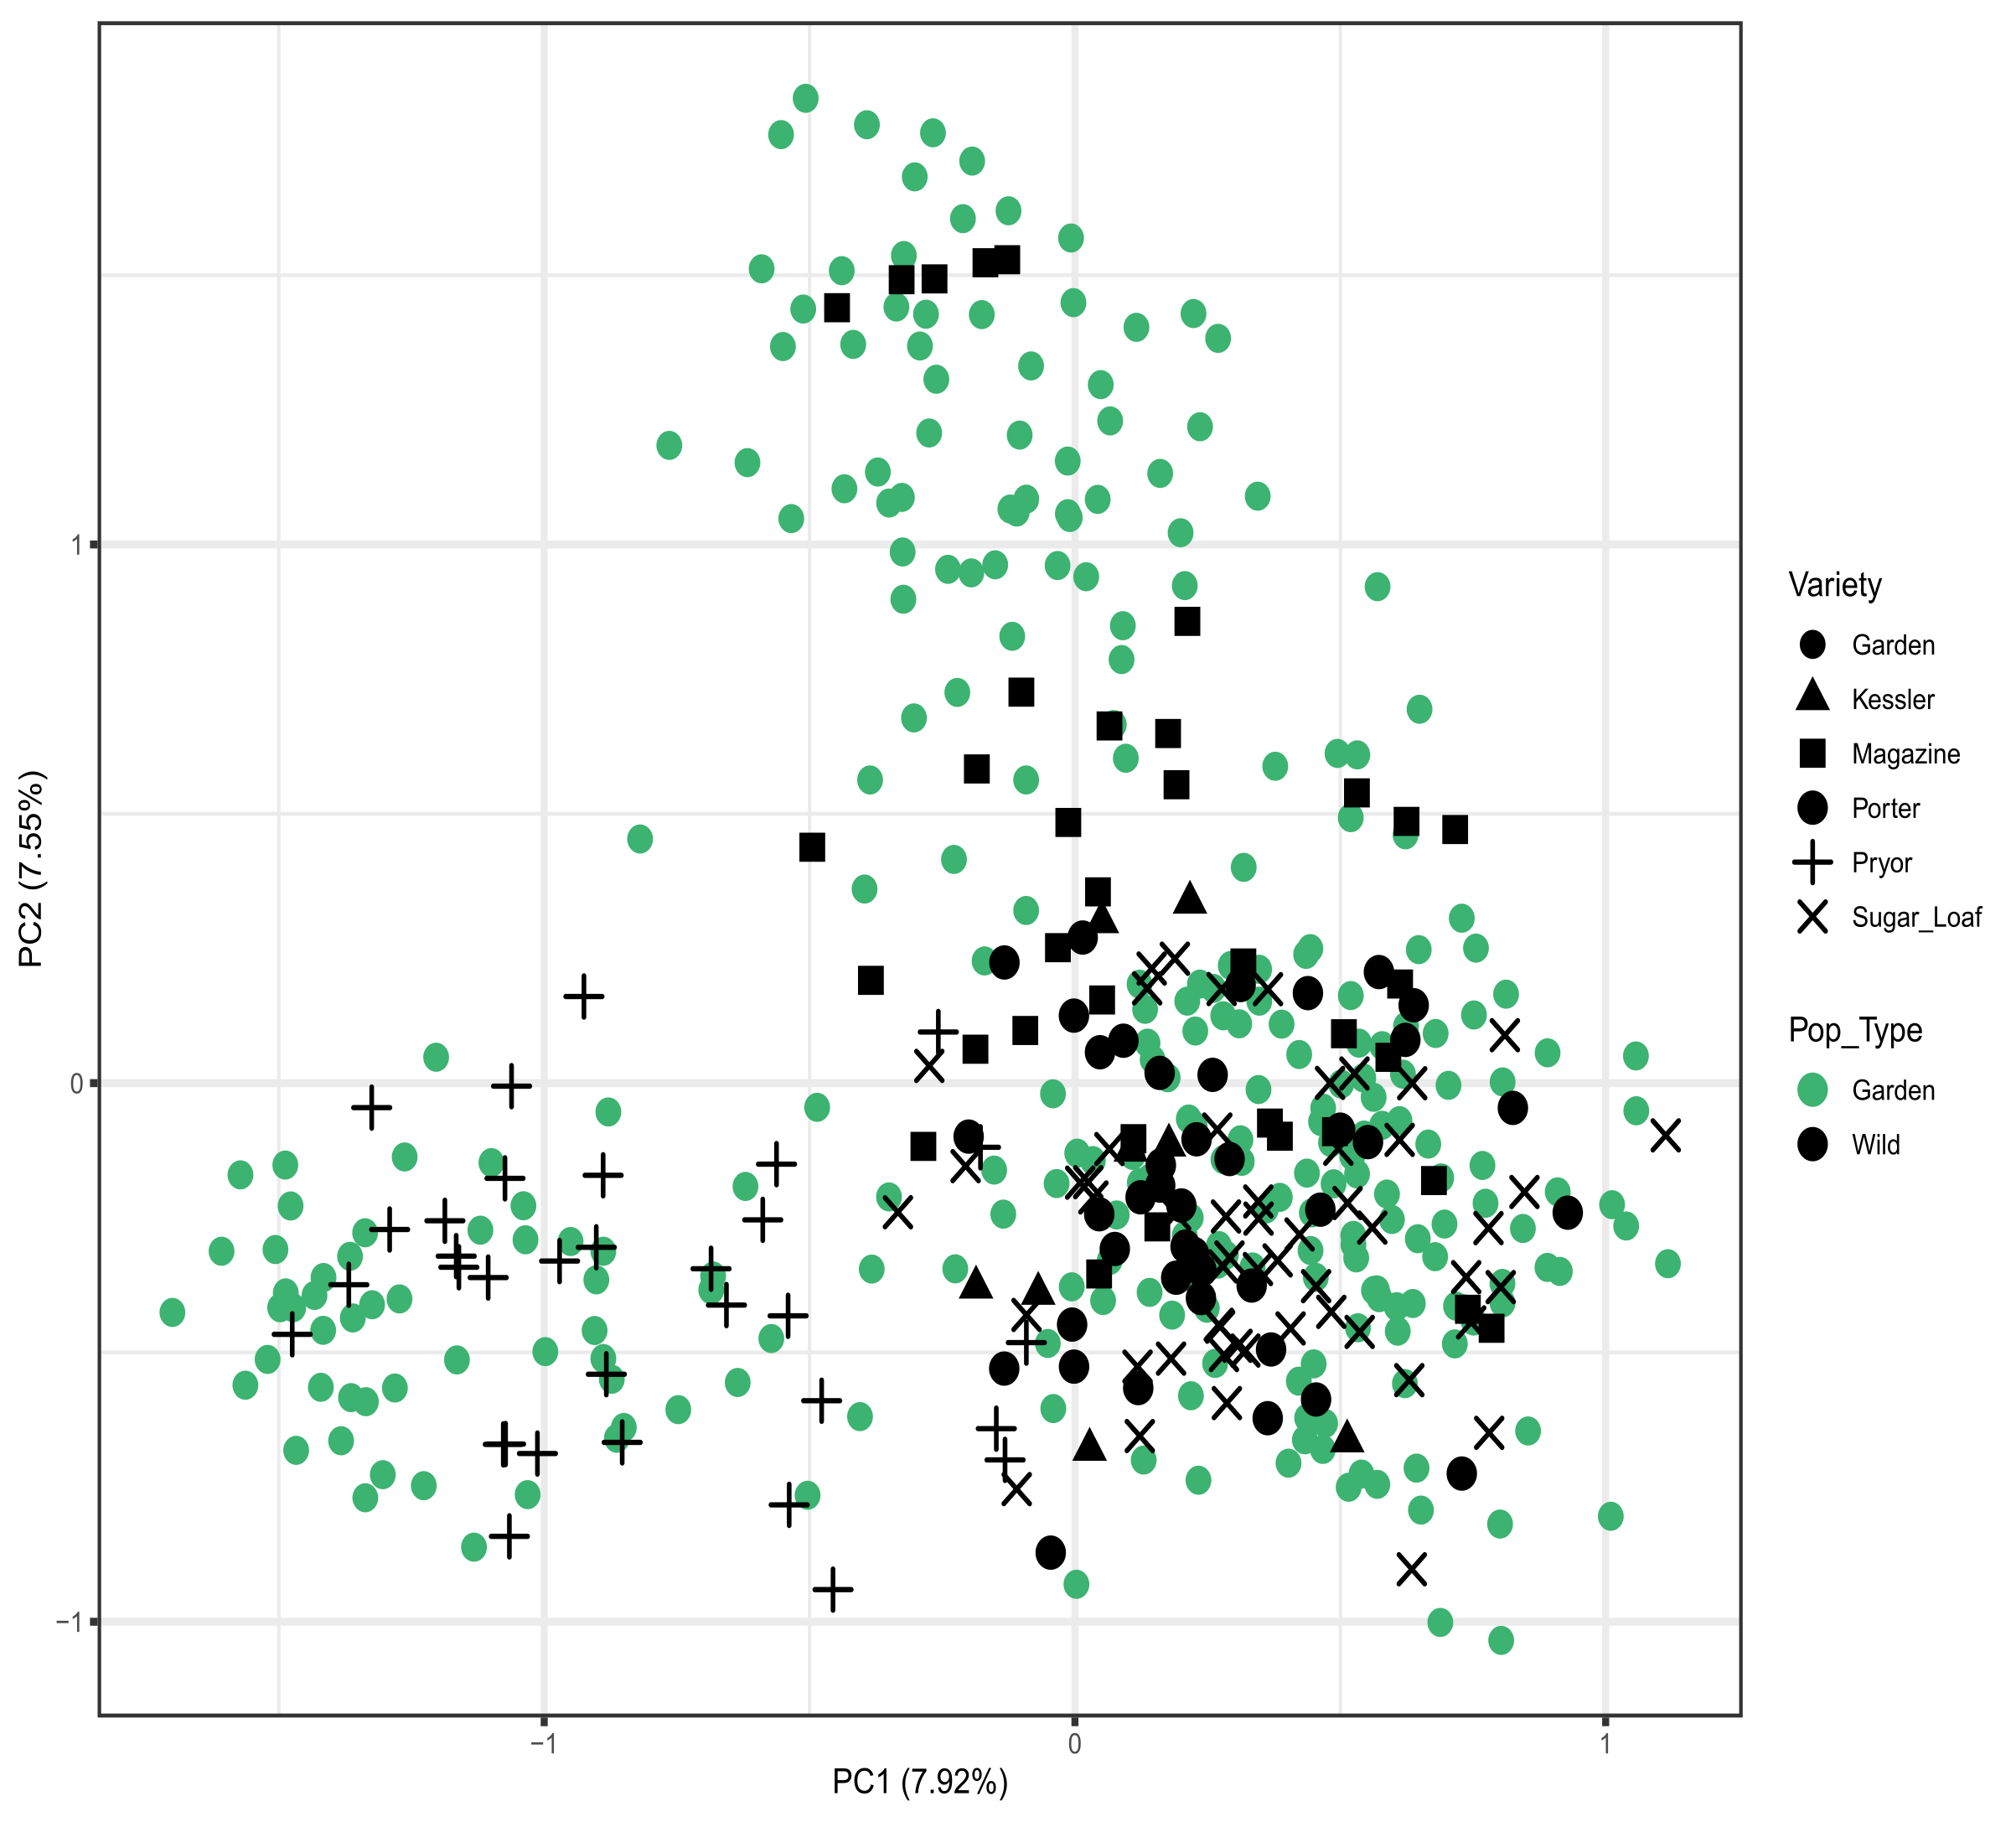 PC2 (7.55%)
1
0
−1
−1
0
1
PC1 (7.92%)
Variety
Garden
Kessler
Magazine
Porter
Pryor
Sugar_Loaf
Pop_Type
Garden
Wild